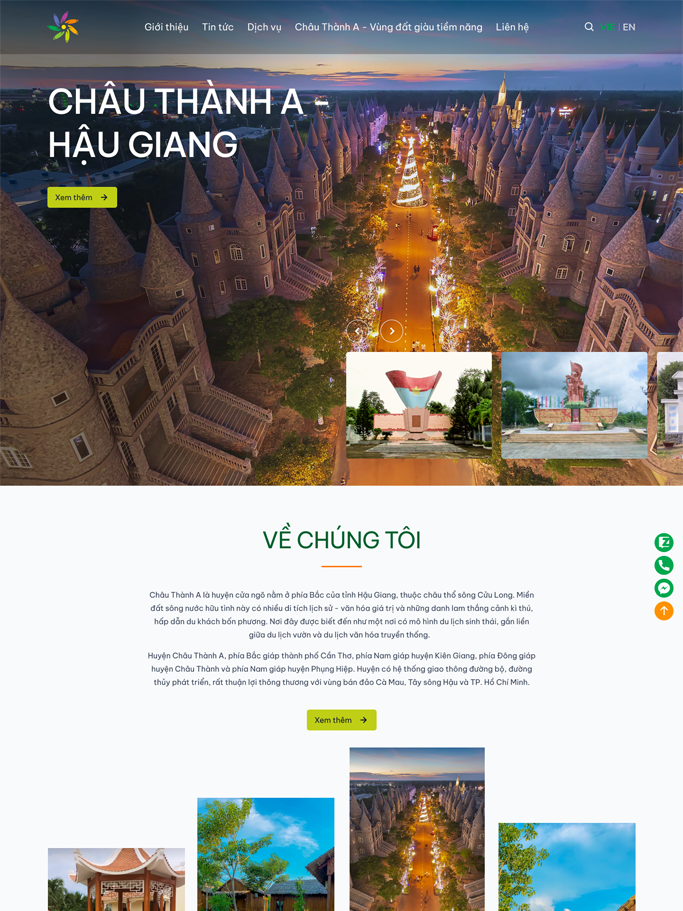 Giới thiệu Tin tức Dịch vụ Châu Thành A - Vùng đất giàu tiềm năng Liên hệ VIE | EN
CHÂU THÀNH A -
HẬU GIANG
Xem thêm
VỀ CHÚNG TÔI
Châu Thành A là huyện cửa ngõ nằm ở phía Bắc của tỉnh Hậu Giang, thuộc châu thổ sông Cửu Long. Miền
đất sông nước hữu tình này có nhiều di tích lịch sử - văn hóa giá trị và những danh lam thắng cảnh kì thú,
hấp dẫn du khách bốn phương. Nơi đây được biết đến như một nơi có mô hình du lịch sinh thái, gắn liền
giữa du lịch vườn và du lịch văn hóa truyền thống.
Huyện Châu Thành A, phía Bắc giáp thành phố Cần Thơ, phía Nam giáp huyện Kiên Giang, phía Đông giáp
huyện Châu Thành và phía Nam giáp huyện Phụng Hiệp. Huyện có hệ thống giao thông đường bộ, đường
thủy phát triển, rất thuận lợi thông thương với vùng bán đảo Cà Mau, Tây sông Hậu và TP. Hồ Chí Minh.
Xem thêm